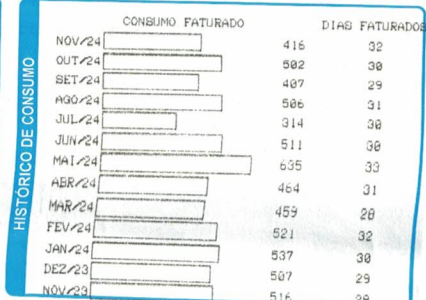 HISTÓRICO DE CONSUMO
CONSUMO FATURADO DIAS FATURADOS
NOV/24 416 32
OUT/24 502 30
SET/24 407 29
AGO/24 506 31
JUL/24 314 30
JUN/24 511 30
MAI/24 635 33
ABR/24 464 31
MAR/24 459 28
FEV/24 521 32
JAN/24 537 30
DEZ/23 507 29
NOV/23 516